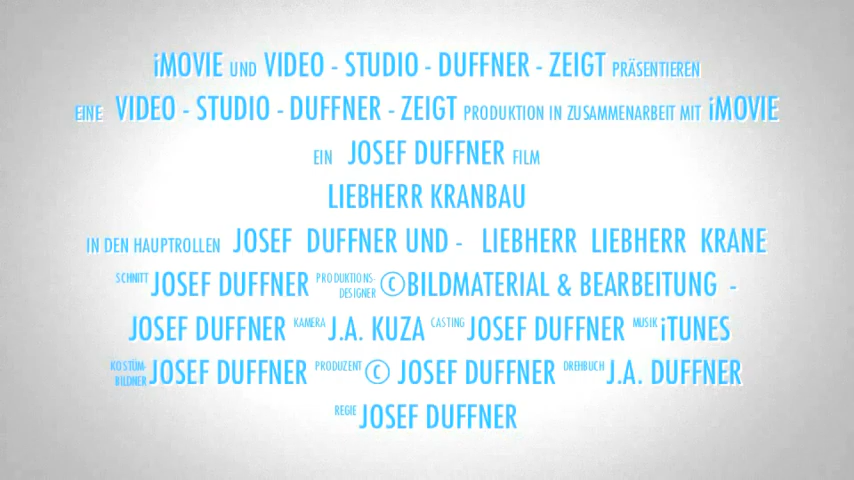 iMOVIE UND VIDEO - STUDIO - DUFFNER - ZEIGT PRÄSENTIEREN
EINE VIDEO - STUDIO - DUFFNER - ZEIGT PRODUKTION IN ZUSAMMENARBEIT MIT iMOVIE
EIN JOSEF DUFFNER FILM
LIEBHERR KRANBAU
IN DEN HAUPTROLLEN JOSEF DUFFNER UND - LIEBHERR LIEBHERR KRANE
SCHNITT JOSEF DUFFNER PRODUKTIONS-DESIGNER ©BILDMATERIAL & BEARBEITUNG -
JOSEF DUFFNER KAMERA J.A. KUZA CASTING JOSEF DUFFNER MUSIK iTUNES
KOSTÜM-BILDNER JOSEF DUFFNER PRODUZENT © JOSEF DUFFNER DREHBUCH J.A. DUFFNER
REGIE JOSEF DUFFNER